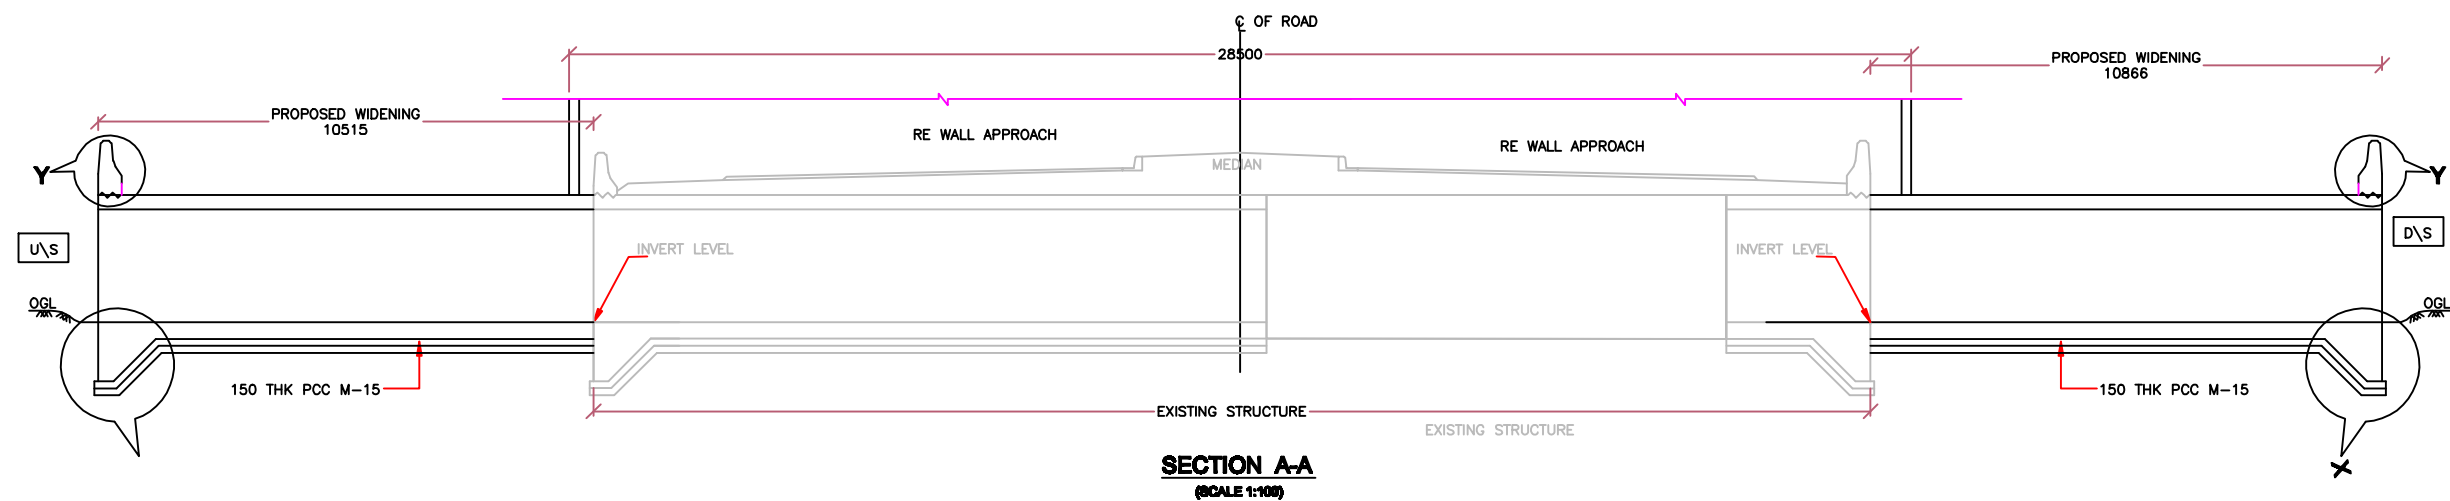 ℄ OF ROAD
28500
PROPOSED WIDENING
10866
PROPOSED WIDENING
10515
RE WALL APPROACH
RE WALL APPROACH
MEDIAN
Y
Y
U\S
D\S
INVERT LEVEL
INVERT LEVEL
OGL
OGL
150 THK PCC M-15
150 THK PCC M-15
EXISTING STRUCTURE
EXISTING STRUCTURE
SECTION A-A
(SCALE 1:100)
X